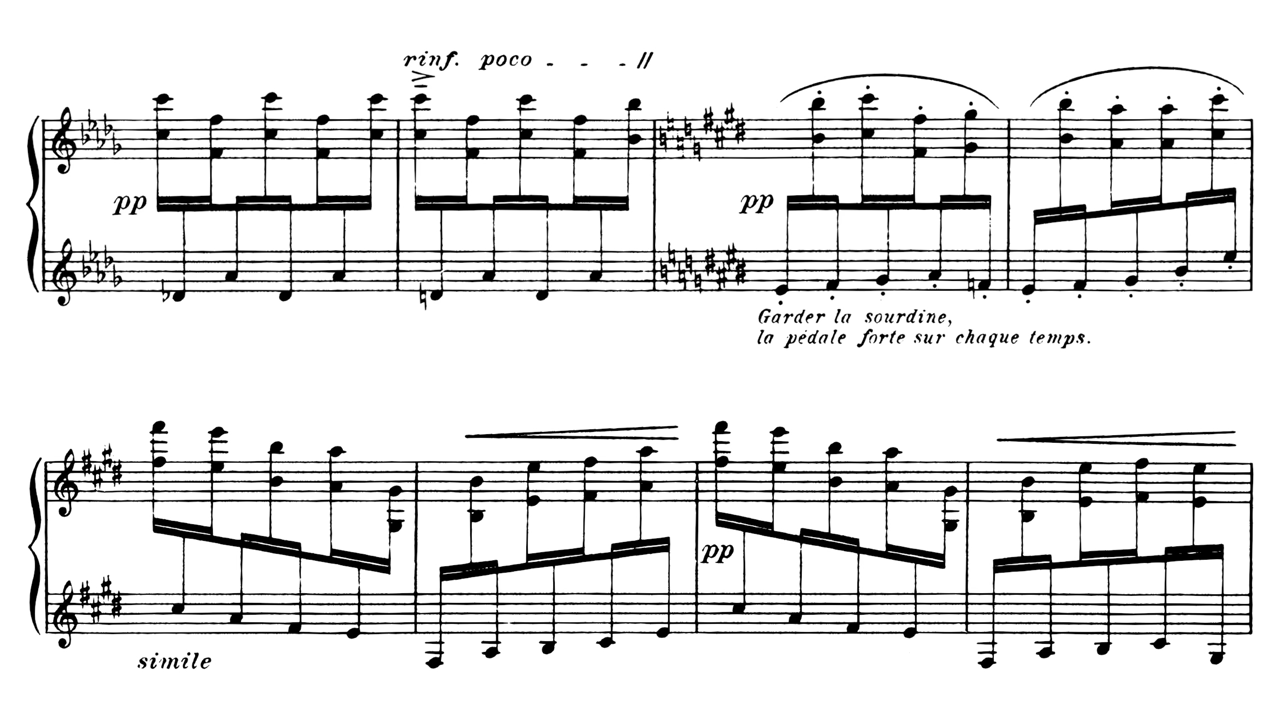 rinf. poco - - -//
pp
pp
Garder la sourdine,
la pédale forte sur chaque temps.
pp
simile